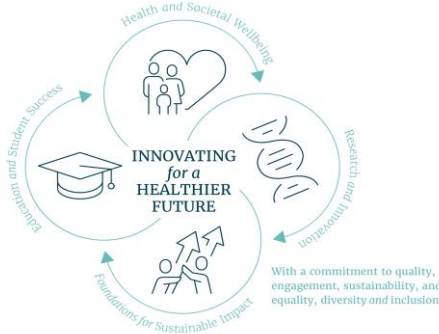 Health and Societal Wellbeing
Education and Student Success
INNOVATING
for a
HEALTHIER
FUTURE
Research and Innovation
Foundations for Sustainable Impact
With a commitment to quality,
engagement, sustainability, and
equality, diversity and inclusion